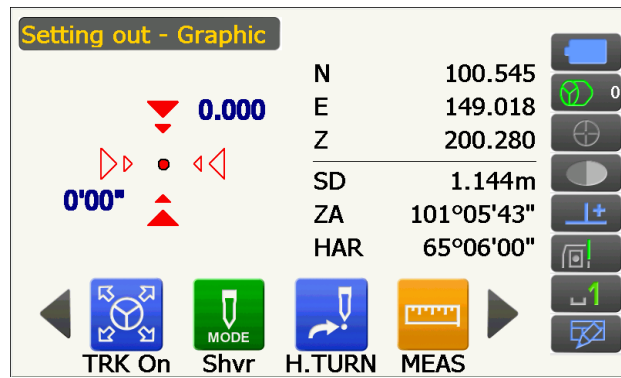 Setting out - Graphic
N 100.545
E 149.018
Z 200.280
0.000
0'00"
SD 1.144m
ZA 101°05'43"
HAR 65°06'00"
0
1
MODE
TRK On Shvr H.TURN MEAS